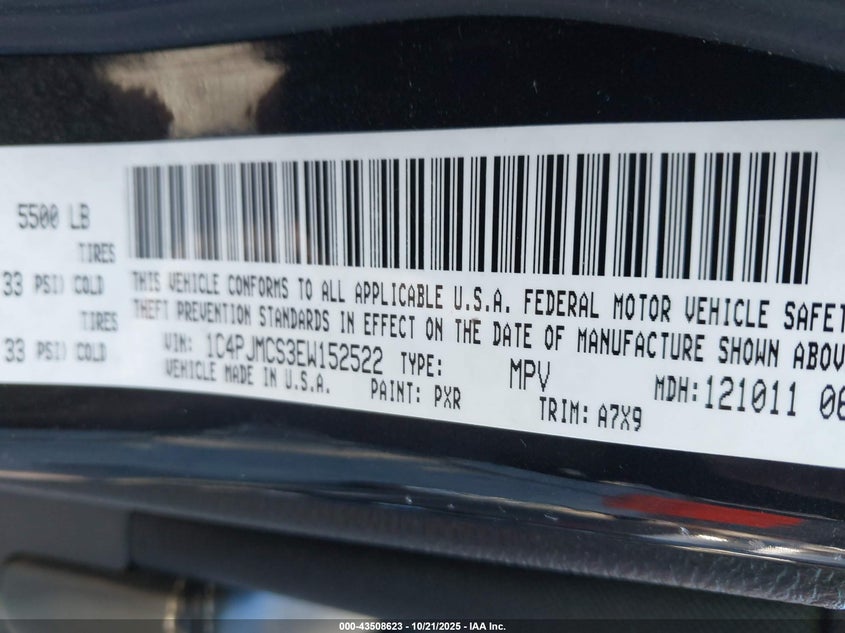 5500 LB
TIRES
33 PSI) COLD
TIRES
33 PSI) COLD
THIS VEHICLE CONFORMS TO ALL APPLICABLE U.S.A. FEDERAL MOTOR VEHICLE SAFET
THEFT PREVENTION STANDARDS IN EFFECT ON THE DATE OF MANUFACTURE SHOWN ABOV
VIN: 1C4PJMCS3EW152522 TYPE: MPV MDH:121011 06
VEHICLE MADE IN U.S.A. PAINT: PXR TRIM: A7X9
000-43508623 - 10/21/2025 - IAA Inc.